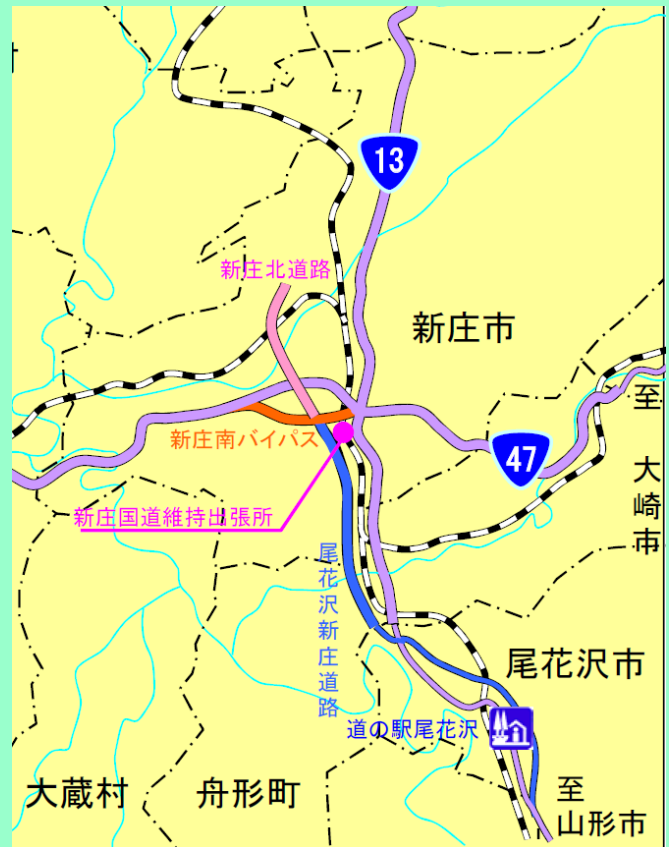 13
新庄北道路
新庄市
至
大崎市
新庄南バイパス
47
新庄国道維持出張所
尾花沢新庄道路
尾花沢市
道の駅尾花沢
大蔵村
舟形町
至
山形市